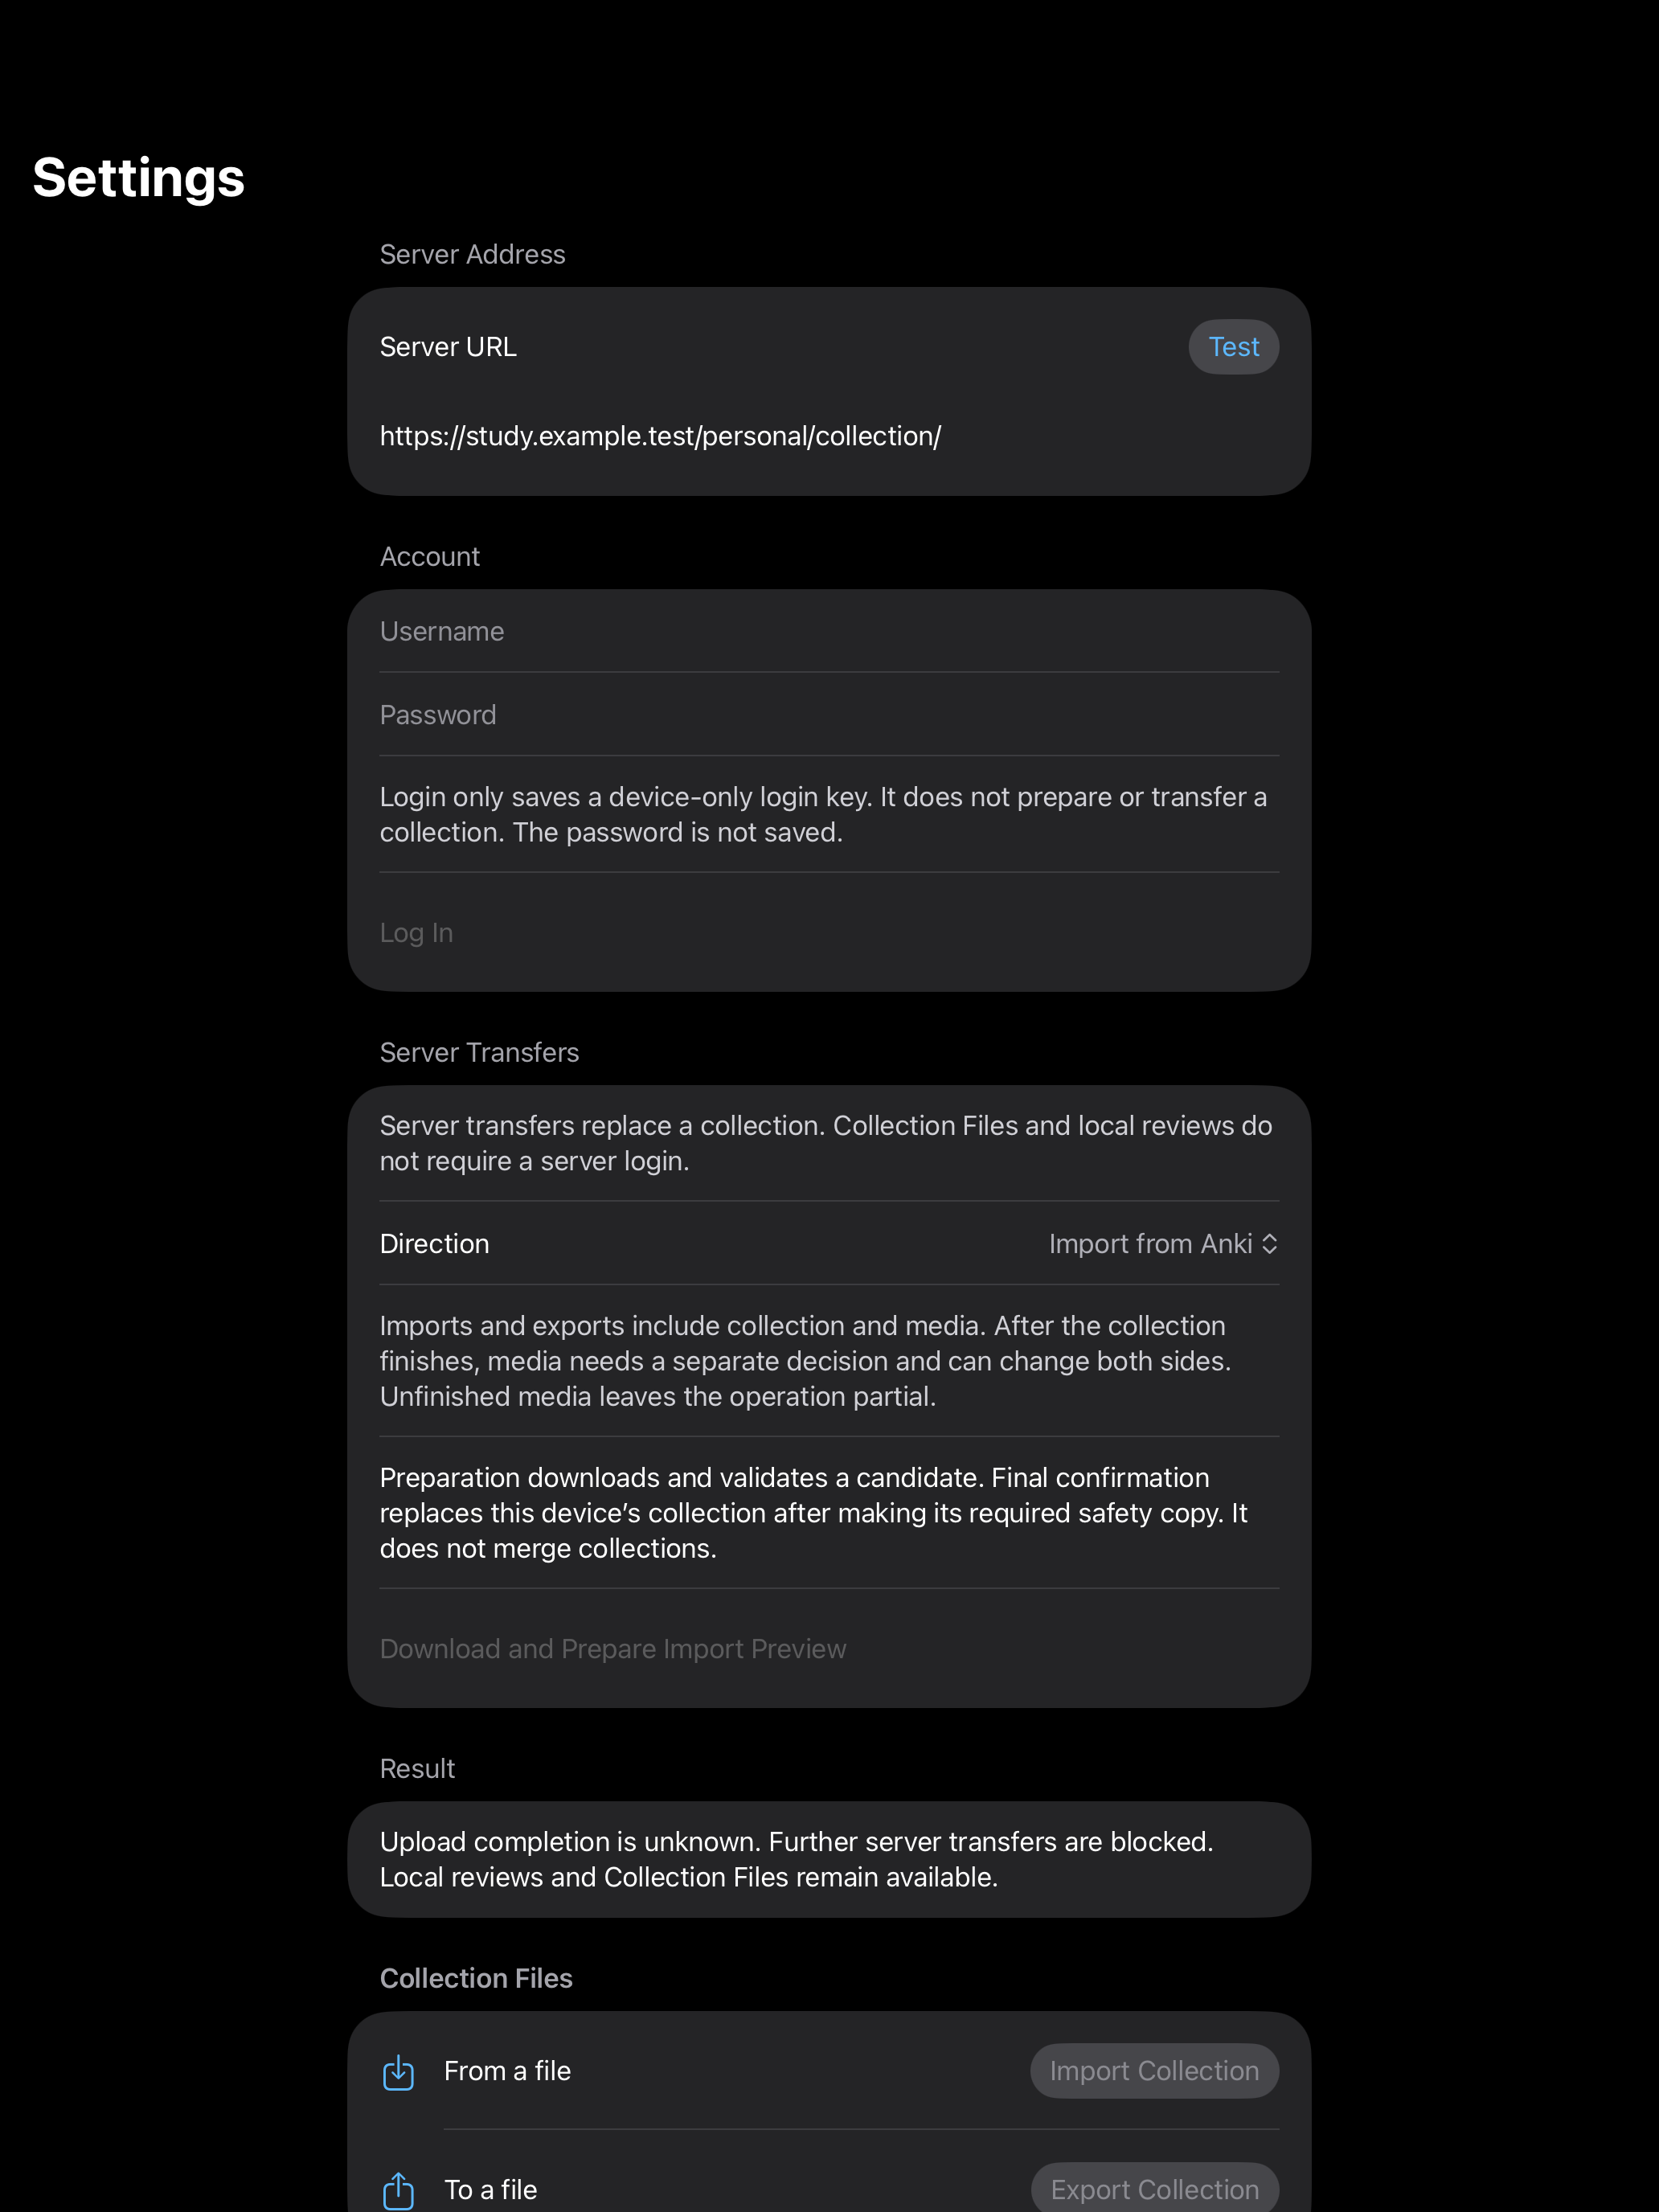 Settings
Server Address
Server URL
Test
https://study.example.test/personal/collection/
Account
Username
Password
Login only saves a device-only login key. It does not prepare or transfer a
collection. The password is not saved.
Log In
Server Transfers
Server transfers replace a collection. Collection Files and local reviews do
not require a server login.
Direction
Import from Anki
Imports and exports include collection and media. After the collection
finishes, media needs a separate decision and can change both sides.
Unfinished media leaves the operation partial.
Preparation downloads and validates a candidate. Final confirmation
replaces this device’s collection after making its required safety copy. It
does not merge collections.
Download and Prepare Import Preview
Result
Upload completion is unknown. Further server transfers are blocked.
Local reviews and Collection Files remain available.
Collection Files
From a file
Import Collection
To a file
Export Collection